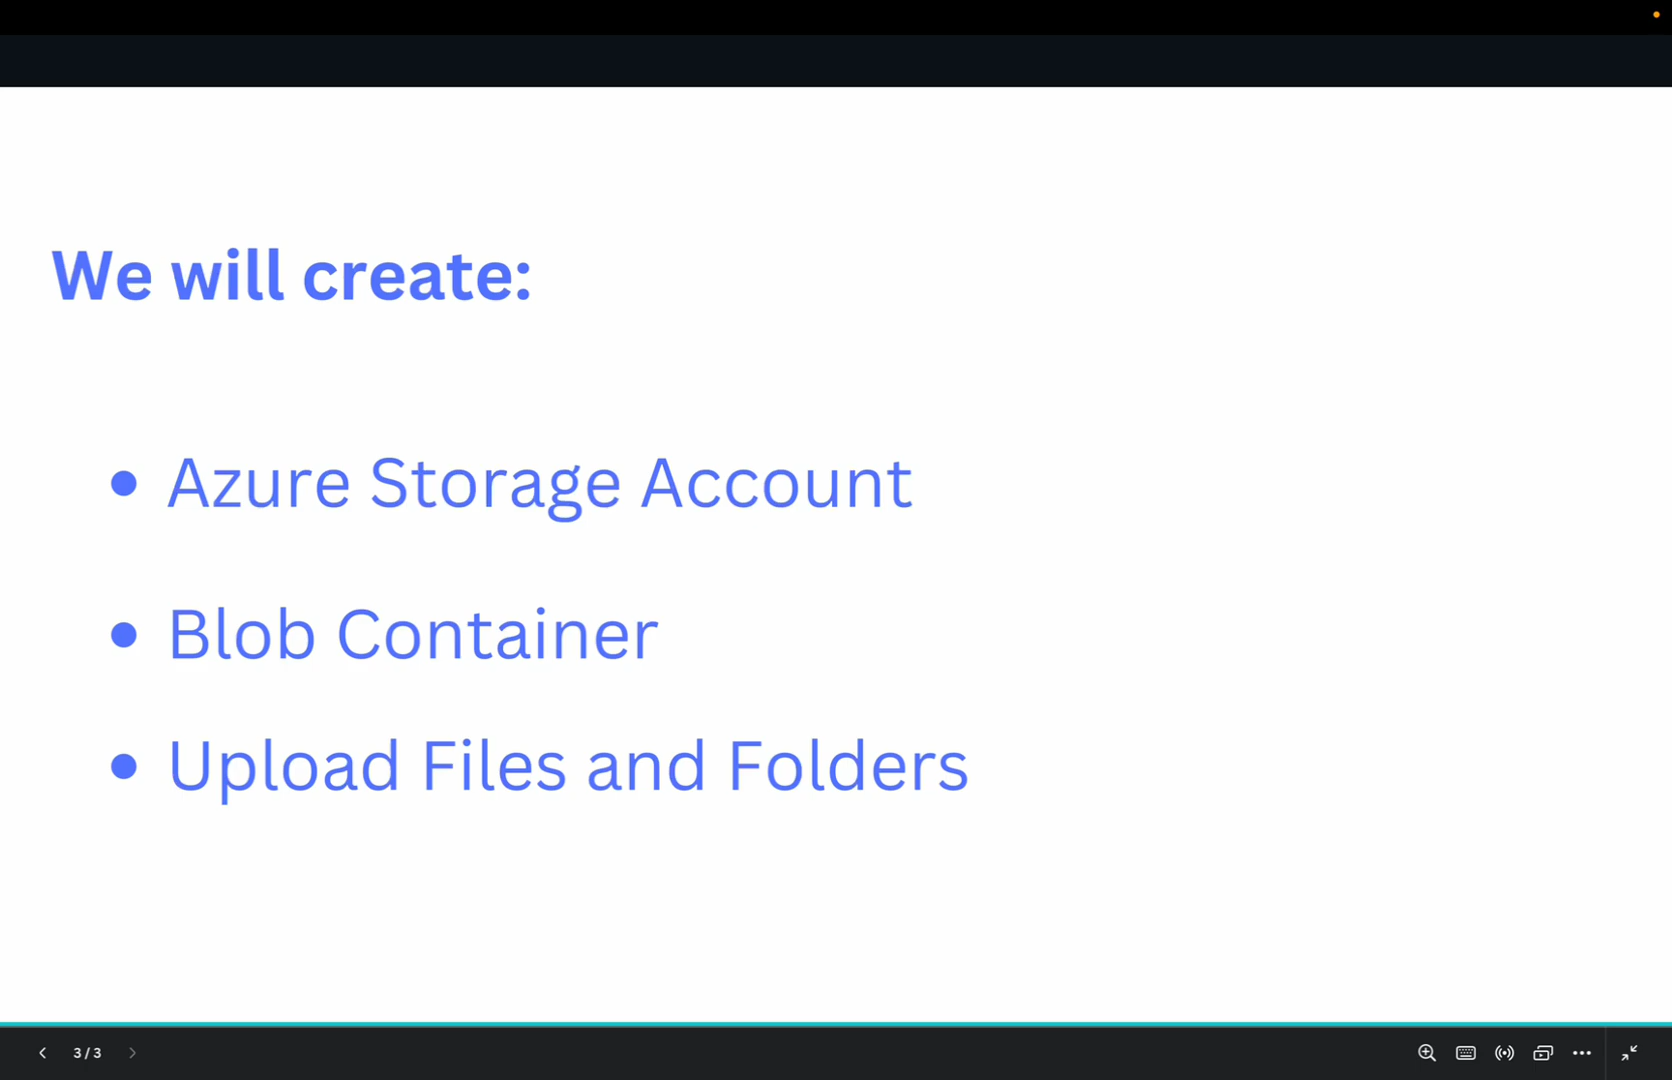 We will create:
• Azure Storage Account
• Blob Container
• Upload Files and Folders
3 / 3